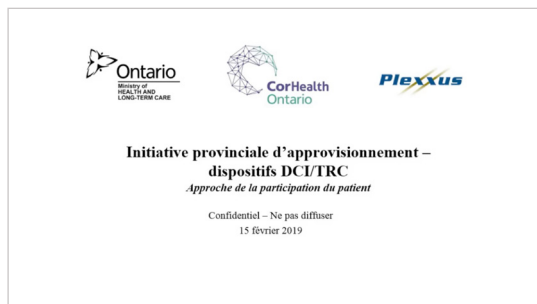 Ontario
Ministry of
HEALTH AND
LONG-TERM CARE
CorHealth
Ontario
Plexxus
Initiative provinciale d'approvisionnement –
dispositifs DCI/TRC
Approche de la participation du patient
Confidentiel – Ne pas diffuser
15 février 2019